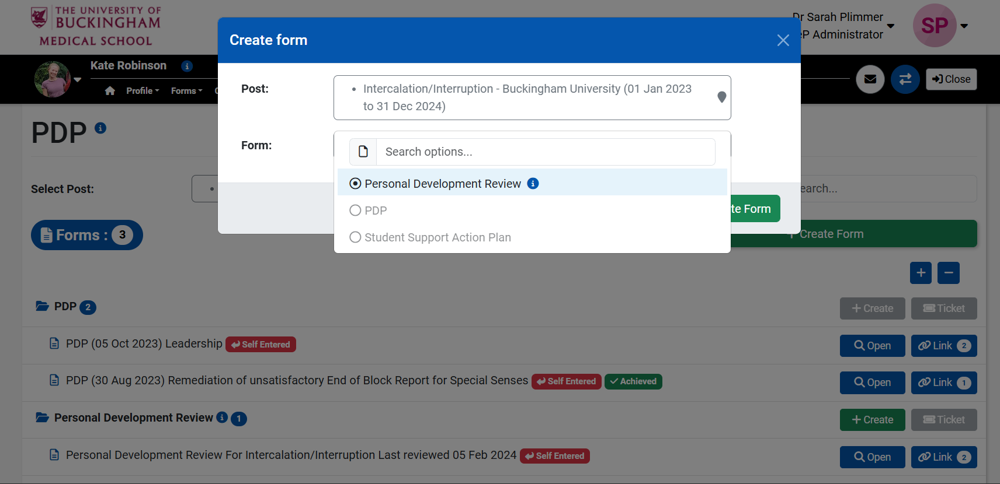 THE UNIVERSITY OF
BUCKINGHAM
MEDICAL SCHOOL
Dr Sarah Plimmer
P Administrator
SP
Create form
Kate Robinson
Profile
Forms
Close
Post:
Intercalation/Interruption - Buckingham University (01 Jan 2023
to 31 Dec 2024)
PDP
Form:
Search options...
Select Post:
earch...
Personal Development Review
PDP
te Form
Student Support Action Plan
Forms : 3
+ Create Form
PDP 2
+ Create
Ticket
PDP (05 Oct 2023) Leadership Self Entered
Open
Link 2
PDP (30 Aug 2023) Remediation of unsatisfactory End of Block Report for Special Senses Self Entered Achieved
Open
Link 1
Personal Development Review 1
+ Create
Ticket
Personal Development Review For Intercalation/Interruption Last reviewed 05 Feb 2024 Self Entered
Open
Link 2